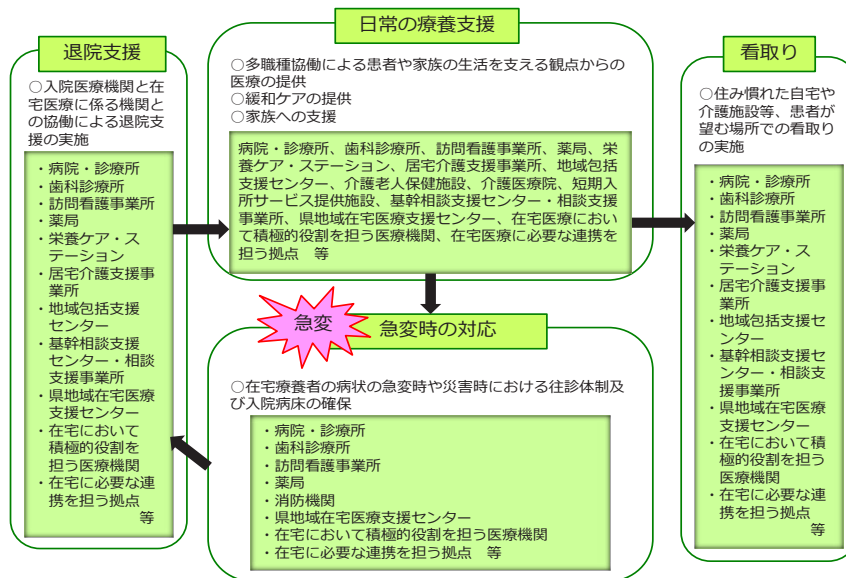 退院支援
○入院医療機関と在
宅医療に係る機関と
の協働による退院支
援の実施
・病院・診療所
・歯科診療所
・訪問看護事業所
・薬局
・栄養ケア・ス
テーション
・居宅介護支援事
業所
・地域包括支援
センター
・基幹相談支援
センター・相談
支援事業所
・県地域在宅医療
支援センター
・在宅において
積極的役割を
担う医療機関
・在宅に必要な連
携を担う拠点
等
日常の療養支援
○多職種協働による患者や家族の生活を支える観点からの
医療の提供
○緩和ケアの提供
○家族への支援
病院・診療所、歯科診療所、訪問看護事業所、薬局、栄
養ケア・ステーション、居宅介護支援事業所、地域包括
支援センター、介護老人保健施設、介護医療院、短期入
所サービス提供施設、基幹相談支援センター・相談支援
事業所、県地域在宅医療支援センター、在宅医療におい
て積極的役割を担う医療機関、在宅医療に必要な連携を
担う拠点 等
急変
急変時の対応
○在宅療養者の病状の急変時や災害時における往診体制及
び入院病床の確保
・病院・診療所
・歯科診療所
・訪問看護事業所
・薬局
・消防機関
・県地域在宅医療支援センター
・在宅において積極的役割を担う医療機関
・在宅に必要な連携を担う拠点 等
看取り
○住み慣れた自宅や
介護施設等、患者が
望む場所での看取り
の実施
・病院・診療所
・歯科診療所
・訪問看護事業所
・薬局
・栄養ケア・ス
テーション
・居宅介護支援事
業所
・地域包括支援セ
ンター
・基幹相談支援セ
ンター・相談支
援事業所
・県地域在宅医療
支援センター
・在宅において積
極的役割を担う
医療機関
・在宅に必要な連
携を担う拠点
等